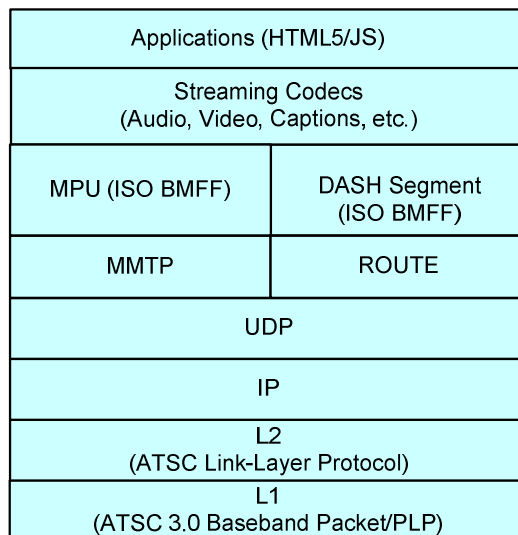 Applications (HTML5/JS)
Streaming Codecs
(Audio, Video, Captions, etc.)
MPU (ISO BMFF)
DASH Segment
(ISO BMFF)
MMTP
ROUTE
UDP
IP
L2
(ATSC Link-Layer Protocol)
L1
(ATSC 3.0 Baseband Packet/PLP)